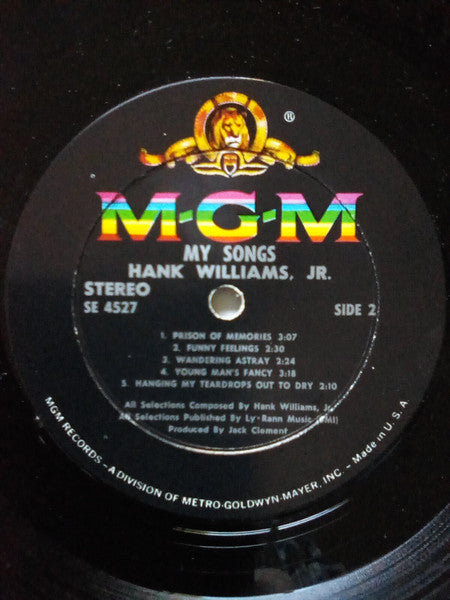 ®
M-G-M
MY SONGS
HANK WILLIAMS, JR.
STEREO
SE 4527
SIDE 2
1. PRISON OF MEMORIES 3:07
2. FUNNY FEELINGS 2:30
3. WANDERING ASTRAY 2:24
4. YOUNG MAN'S FANCY 3:18
5. HANGING MY TEARDROPS OUT TO DRY 2:10
All Selections Composed By Hank Williams, Jr.
All Selections Published By Ly-Rann Music (BMI)
Produced By Jack Clement
MGM RECORDS – A DIVISION OF METRO-GOLDWYN-MAYER, INC. – Made in U.S.A